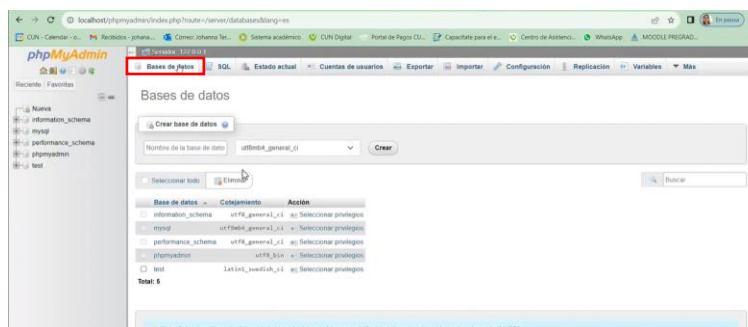 localhost/phpmyadmin/index.php?route=/server/databases&lang=es
En pausa
CUN - Calendar - o... Recibidos - johana... Correo: Johanna Ter... Sistema académico CUN Digital Portal de Pagos CU... Capacitate para el e... Centro de Asistenci... WhatsApp MOODLE PREGRAD...
phpMyAdmin
Servidor: 127.0.0.1
Bases de datos SQL Estado actual Cuentas de usuarios Exportar Importar Configuración Replicación Variables Más
Reciente Favoritas
Nueva
information_schema
mysql
performance_schema
phpmyadmin
test
Bases de datos
Crear base de datos
Nombre de la base de dato utf8mb4_general_ci Crear
Seleccionar todo Eliminar Buscar
Base de datos Cotejamiento Acción
information_schema utf8_general_ci Seleccionar privilegios
mysql utf8mb4_general_ci Seleccionar privilegios
performance_schema utf8_general_ci Seleccionar privilegios
phpmyadmin utf8_bin Seleccionar privilegios
test latin1_swedish_ci Seleccionar privilegios
Total: 5